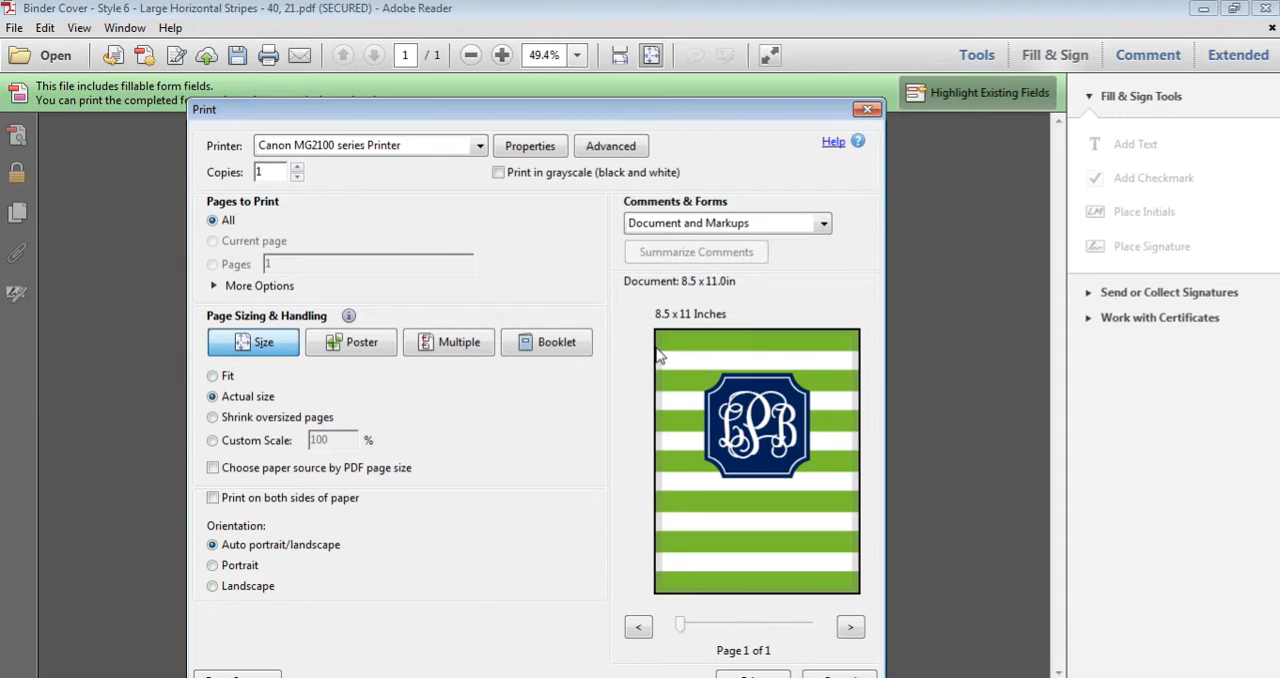 Binder Cover - Style 6 - Large Horizontal Stripes - 40, 21.pdf (SECURED) - Adobe Reader
File Edit View Window Help
Open 1 / 1 49.4% Tools Fill & Sign Comment Extended
This file includes fillable form fields.
You can print the completed
Highlight Existing Fields
Fill & Sign Tools
Add Text
Add Checkmark
LM Place Initials
Place Signature
Send or Collect Signatures
Work with Certificates
Print
Printer: Canon MG2100 series Printer Properties Advanced Help
Copies: 1 Print in grayscale (black and white)
Pages to Print
All
Current page
Pages 1
More Options
Comments & Forms
Document and Markups
Summarize Comments
Document: 8.5 x 11.0in
8.5 x 11 Inches
Page Sizing & Handling
Size Poster Multiple Booklet
Fit
Actual size
Shrink oversized pages
Custom Scale: 100 %
Choose paper source by PDF page size
Print on both sides of paper
Orientation:
Auto portrait/landscape
Portrait
Landscape
< >
Page 1 of 1